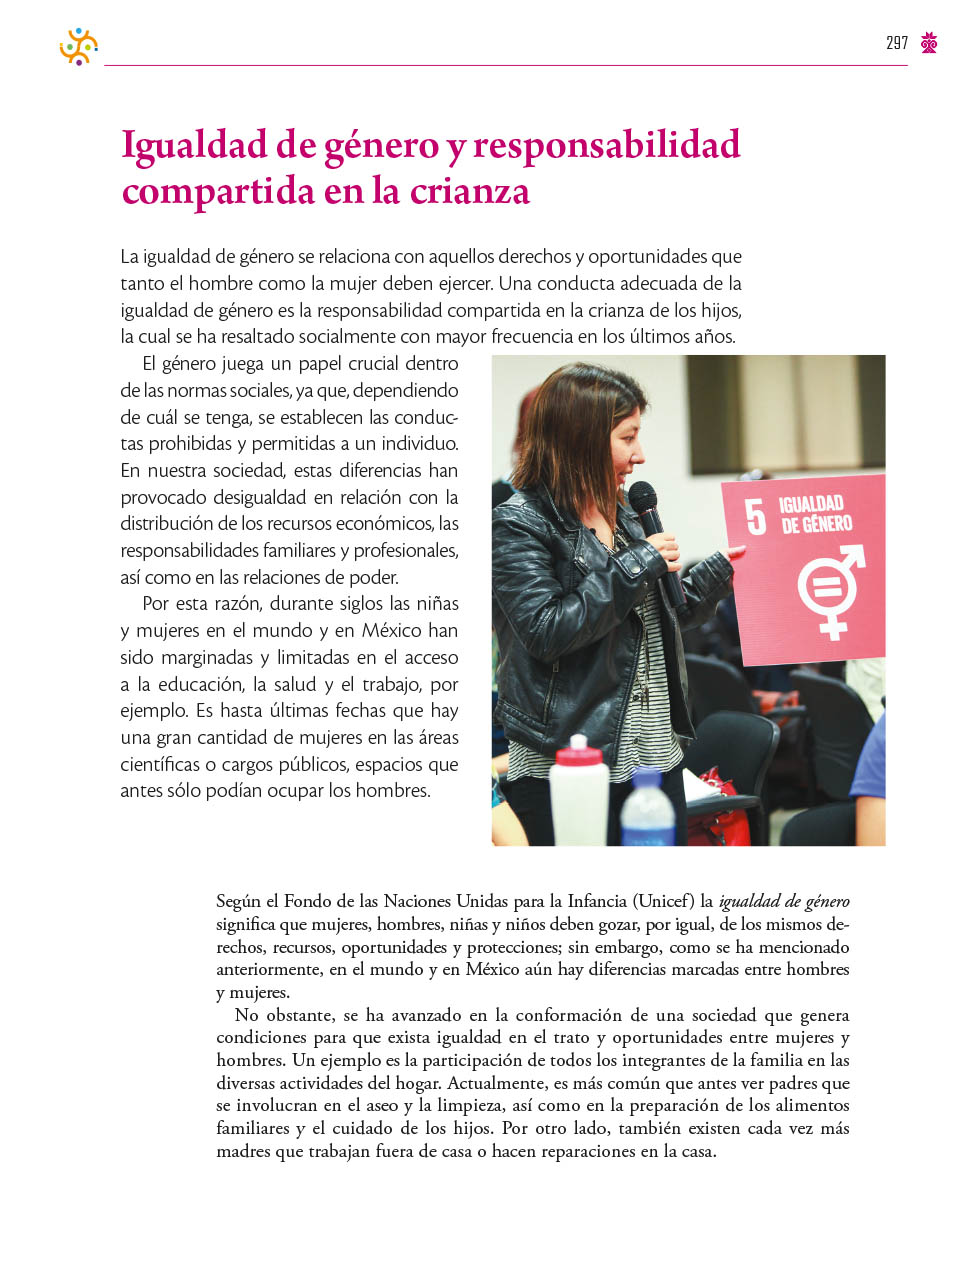 297
Igualdad de género y responsabilidad
compartida en la crianza
La igualdad de género se relaciona con aquellos derechos y oportunidades que
tanto el hombre como la mujer deben ejercer. Una conducta adecuada de la
igualdad de género es la responsabilidad compartida en la crianza de los hijos,
la cual se ha resaltado socialmente con mayor frecuencia en los últimos años.
El género juega un papel crucial dentro
de las normas sociales, ya que, dependiendo
de cuál se tenga, se establecen las conduc-
tas prohibidas y permitidas a un individuo.
En nuestra sociedad, estas diferencias han
provocado desigualdad en relación con la
distribución de los recursos económicos, las
responsabilidades familiares y profesionales,
así como en las relaciones de poder.
Por esta razón, durante siglos las niñas
y mujeres en el mundo y en México han
sido marginadas y limitadas en el acceso
a la educación, la salud y el trabajo, por
ejemplo. Es hasta últimas fechas que hay
una gran cantidad de mujeres en las áreas
científicas o cargos públicos, espacios que
antes sólo podían ocupar los hombres.
5 IGUALDAD
DE GÉNERO
Según el Fondo de las Naciones Unidas para la Infancia (Unicef) la igualdad de género
significa que mujeres, hombres, niñas y niños deben gozar, por igual, de los mismos de-
rechos, recursos, oportunidades y protecciones; sin embargo, como se ha mencionado
anteriormente, en el mundo y en México aún hay diferencias marcadas entre hombres
y mujeres.
No obstante, se ha avanzado en la conformación de una sociedad que genera
condiciones para que exista igualdad en el trato y oportunidades entre mujeres y
hombres. Un ejemplo es la participación de todos los integrantes de la familia en las
diversas actividades del hogar. Actualmente, es más común que antes ver padres que
se involucran en el aseo y la limpieza, así como en la preparación de los alimentos
familiares y el cuidado de los hijos. Por otro lado, también existen cada vez más
madres que trabajan fuera de casa o hacen reparaciones en la casa.